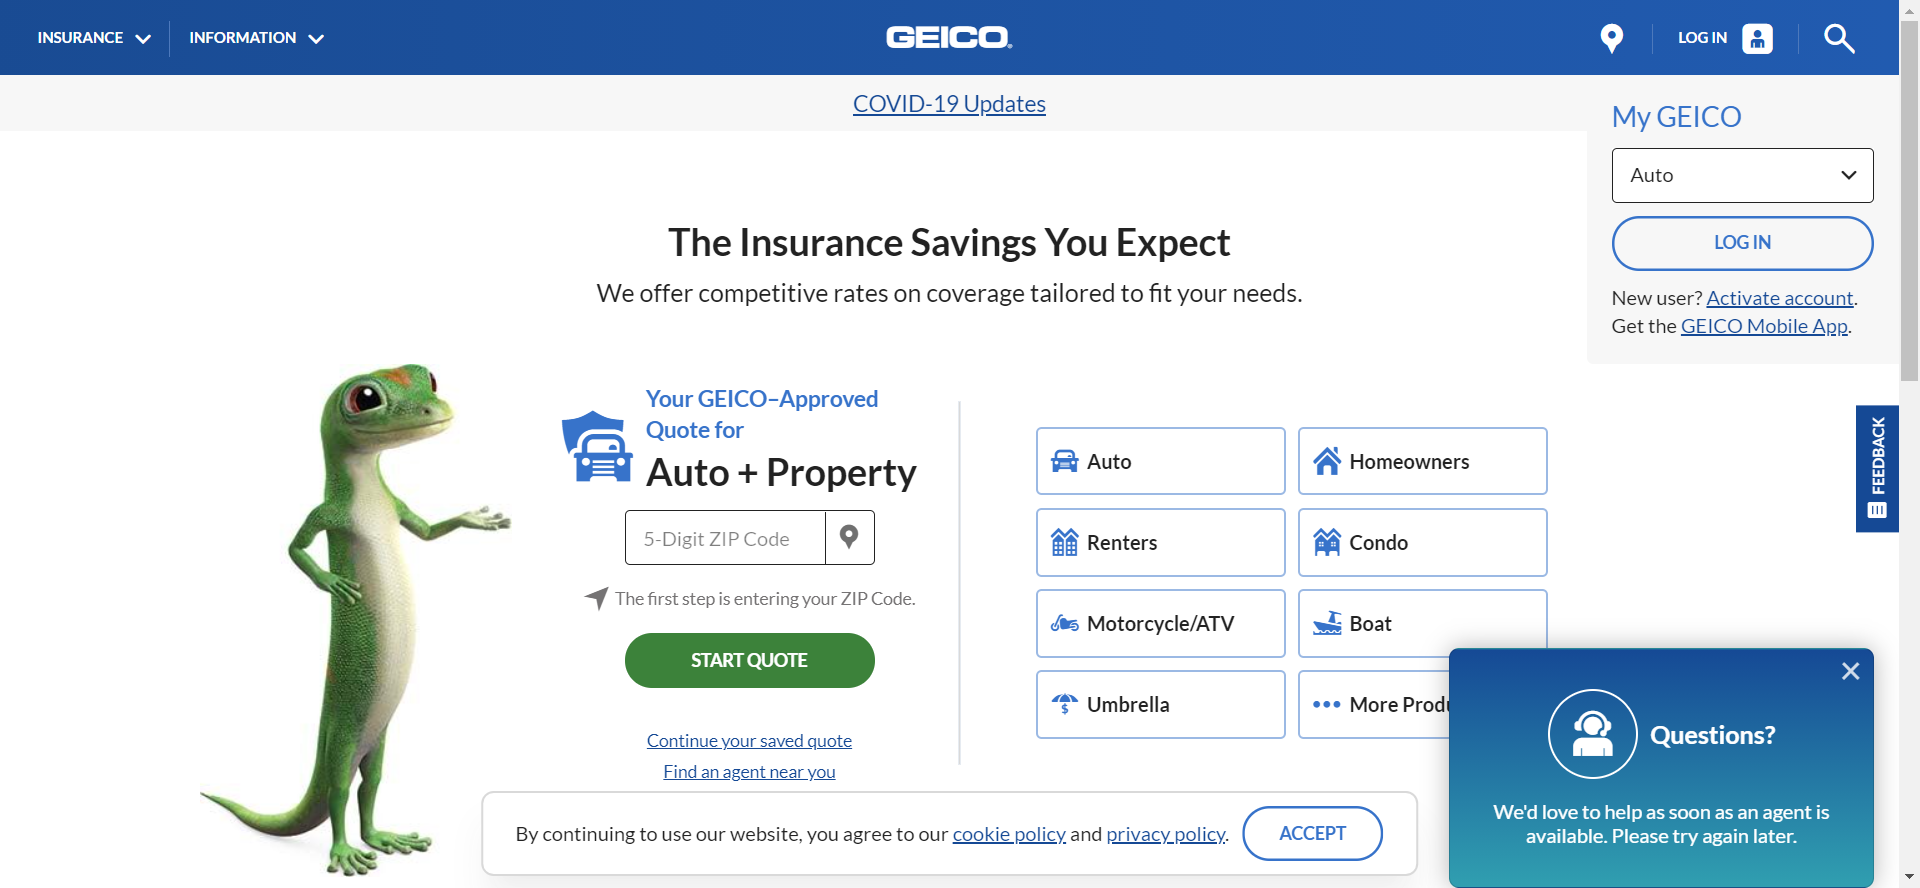 INSURANCE
INFORMATION
GEICO
LOG IN
COVID-19 Updates
My GEICO
Auto
LOG IN
New user? Activate account.
Get the GEICO Mobile App.
The Insurance Savings You Expect
We offer competitive rates on coverage tailored to fit your needs.
Your GEICO–Approved
Quote for
Auto + Property
5-Digit ZIP Code
The first step is entering your ZIP Code.
START QUOTE
Continue your saved quote
Find an agent near you
Auto
Homeowners
Renters
Condo
Motorcycle/ATV
Boat
Umbrella
More
FEEDBACK
Questions?
We'd love to help as soon as an agent is
available. Please try again later.
By continuing to use our website, you agree to our cookie policy and privacy policy.
ACCEPT